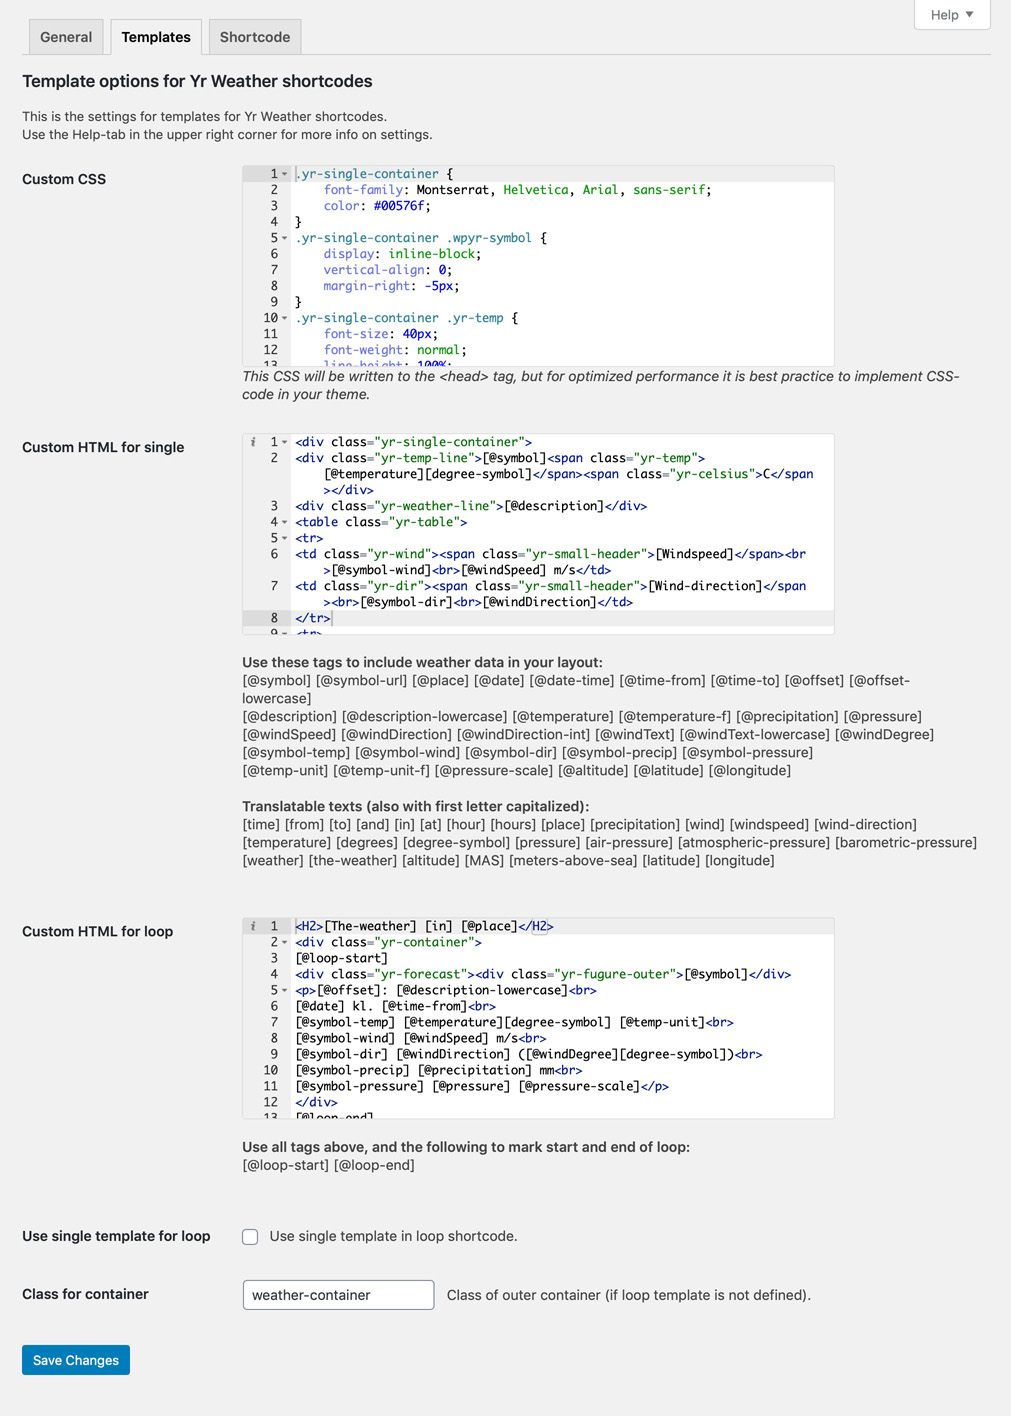 Help ▼
General
Templates
Shortcode
Template options for Yr Weather shortcodes
This is the settings for templates for Yr Weather shortcodes.
Use the Help-tab in the upper right corner for more info on settings.
Custom CSS
1 .yr-single-container {
2 font-family: Montserrat, Helvetica, Arial, sans-serif;
3 color: #00576f;
4 }
5 .yr-single-container .wpyr-symbol {
6 display: inline-block;
7 vertical-align: 0;
8 margin-right: -5px;
9 }
10 .yr-single-container .yr-temp {
11 font-size: 40px;
12 font-weight: normal;
13 line-height: 100%;
This CSS will be written to the <head> tag, but for optimized performance it is best practice to implement CSS-
code in your theme.
Custom HTML for single
i 1 <div class="yr-single-container">
2 <div class="yr-temp-line">[@symbol]<span class="yr-temp">
[@temperature][degree-symbol]</span><span class="yr-celsius">C</span
></div>
3 <div class="yr-weather-line">[@description]</div>
4 <table class="yr-table">
5 <tr>
6 <td class="yr-wind"><span class="yr-small-header">[Windspeed]</span><br
>[@symbol-wind]<br>[@windSpeed] m/s</td>
7 <td class="yr-dir"><span class="yr-small-header">[Wind-direction]</span
><br>[@symbol-dir]<br>[@windDirection]</td>
8 </tr>
9 <tr>
Use these tags to include weather data in your layout:
[@symbol] [@symbol-url] [@place] [@date] [@date-time] [@time-from] [@time-to] [@offset] [@offset-
lowercase]
[@description] [@description-lowercase] [@temperature] [@temperature-f] [@precipitation] [@pressure]
[@windSpeed] [@windDirection] [@windDirection-int] [@windText] [@windText-lowercase] [@windDegree]
[@symbol-temp] [@symbol-wind] [@symbol-dir] [@symbol-precip] [@symbol-pressure]
[@temp-unit] [@temp-unit-f] [@pressure-scale] [@altitude] [@latitude] [@longitude]
Translatable texts (also with first letter capitalized):
[time] [from] [to] [and] [in] [at] [hour] [hours] [place] [precipitation] [wind] [windspeed] [wind-direction]
[temperature] [degrees] [degree-symbol] [pressure] [air-pressure] [atmospheric-pressure] [barometric-pressure]
[weather] [the-weather] [altitude] [MAS] [meters-above-sea] [latitude] [longitude]
Custom HTML for loop
i 1 <H2>[The-weather] [in] [@place]</H2>
2 <div class="yr-container">
3 [@loop-start]
4 <div class="yr-forecast"><div class="yr-fugure-outer">[@symbol]</div>
5 <p>[@offset]: [@description-lowercase]<br>
6 [@date] kl. [@time-from]<br>
7 [@symbol-temp] [@temperature][degree-symbol] [@temp-unit]<br>
8 [@symbol-wind] [@windSpeed] m/s<br>
9 [@symbol-dir] [@windDirection] ([@windDegree][degree-symbol])<br>
10 [@symbol-precip] [@precipitation] mm<br>
11 [@symbol-pressure] [@pressure] [@pressure-scale]</p>
12 </div>
13 [@loop-end]
Use all tags above, and the following to mark start and end of loop:
[@loop-start] [@loop-end]
Use single template for loop
Use single template in loop shortcode.
Class for container
weather-container
Class of outer container (if loop template is not defined).
Save Changes